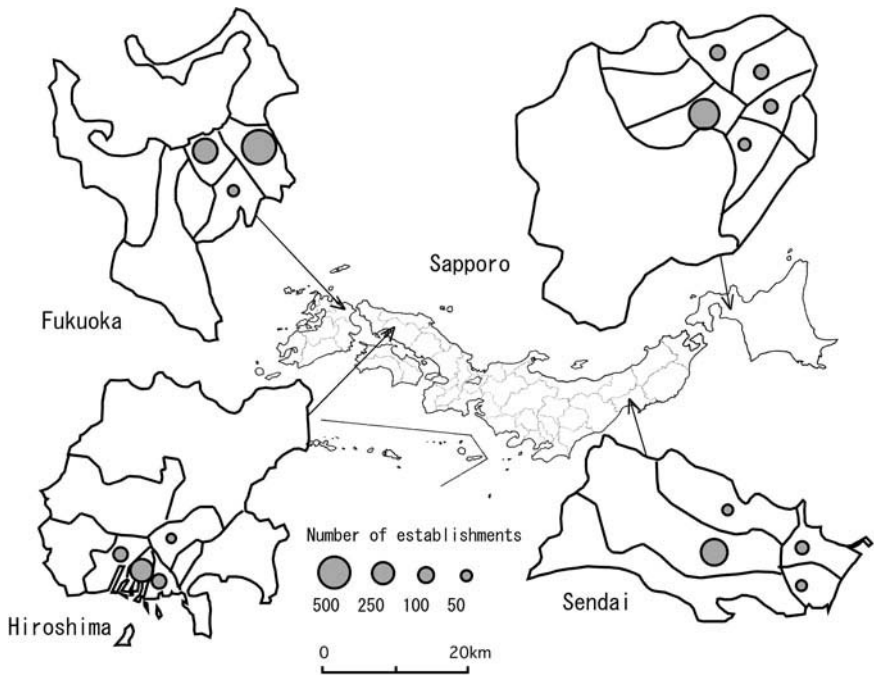 Sapporo
Fukuoka
Number of establishments
500 250 100 50
Sendai
Hiroshima
0 20km